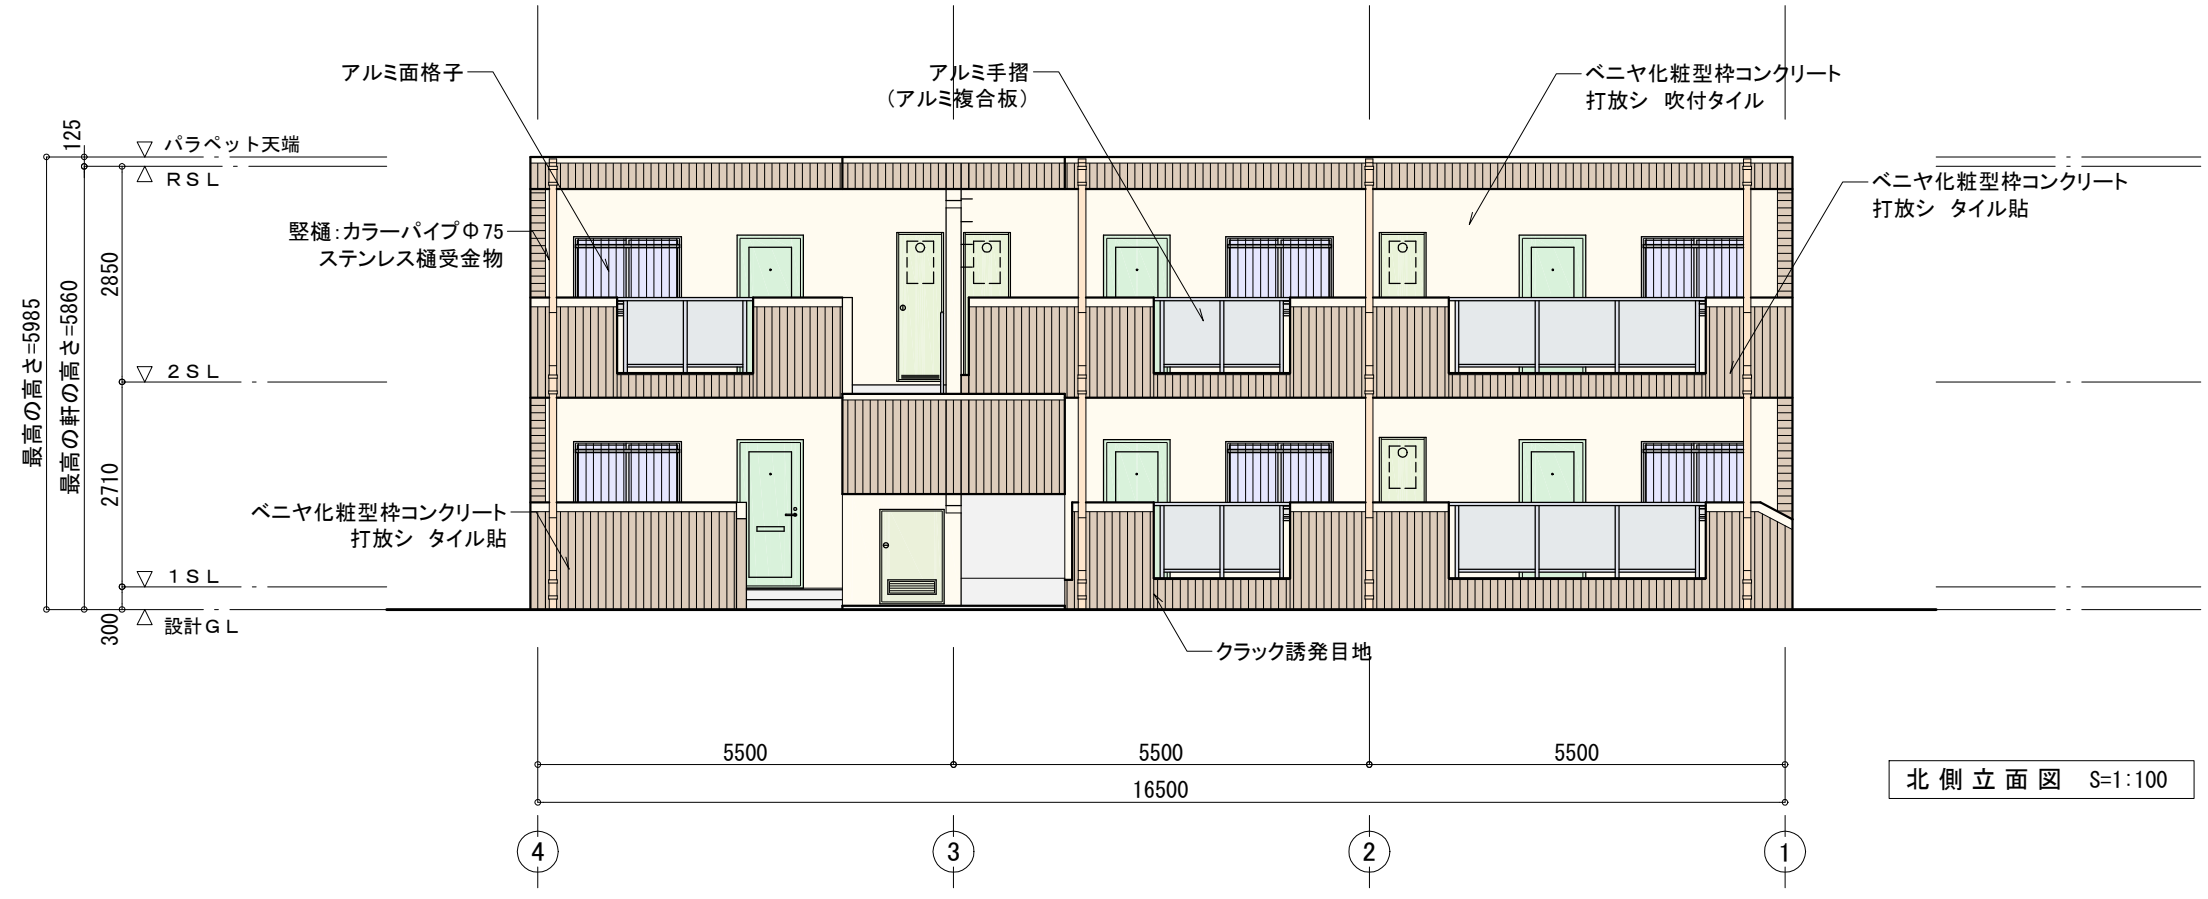 アルミ面格子
アルミ手摺
（アルミ複合板）
ベニヤ化粧型枠コンクリート
打放シ 吹付タイル
125
パラペット天端
RSL
ベニヤ化粧型枠コンクリート
打放シ タイル貼
竪樋：カラーパイプΦ75
ステンレス樋受金物
2850
最高の高さ=5985
最高の軒の高さ=5860
2SL
2710
ベニヤ化粧型枠コンクリート
打放シ タイル貼
1SL
300
設計GL
クラック誘発目地
5500
5500
5500
16500
北側立面図 S=1:100
4
3
2
1